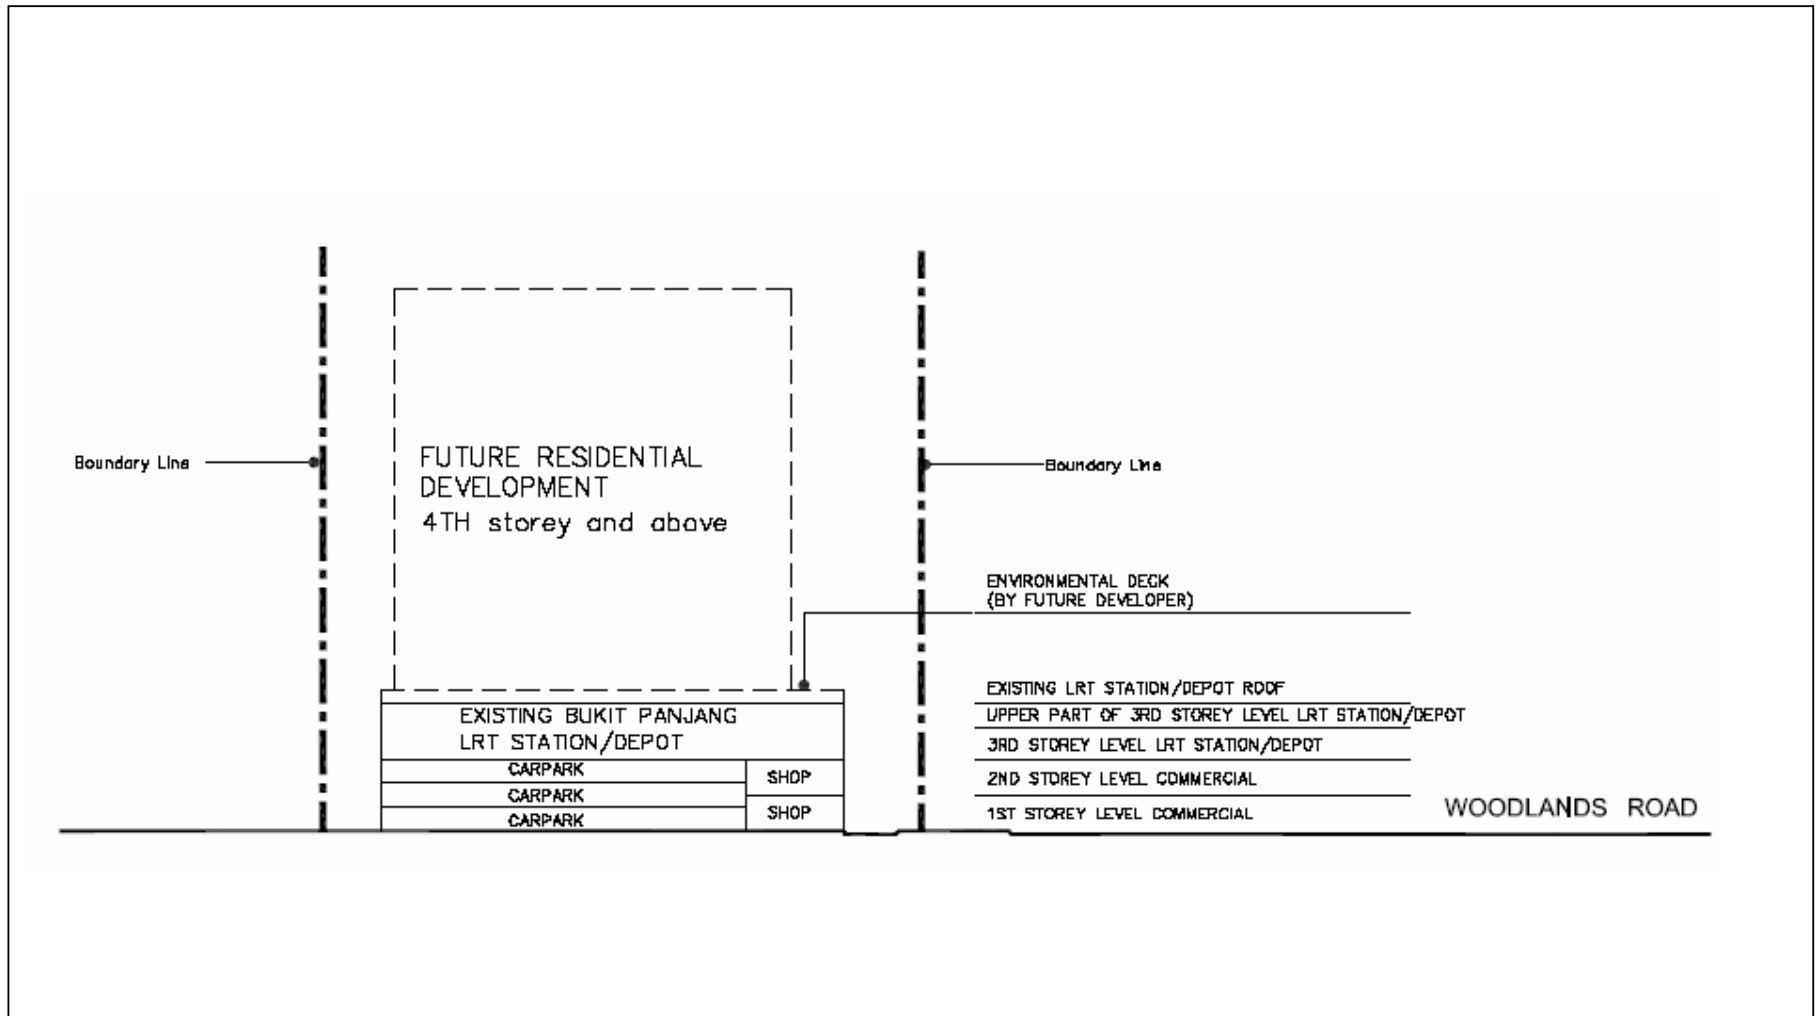 Boundary Line
FUTURE RESIDENTIAL
DEVELOPMENT
4TH storey and above
Boundary Line
ENVIRONMENTAL DECK
(BY FUTURE DEVELOPER)
EXISTING LRT STATION/DEPOT ROOF
EXISTING BUKIT PANJANG
LRT STATION/DEPOT
UPPER PART OF 3RD STOREY LEVEL LRT STATION/DEPOT
3RD STOREY LEVEL LRT STATION/DEPOT
CARPARK
SHOP
2ND STOREY LEVEL COMMERCIAL
CARPARK
CARPARK
SHOP
1ST STOREY LEVEL COMMERCIAL
WOODLANDS ROAD